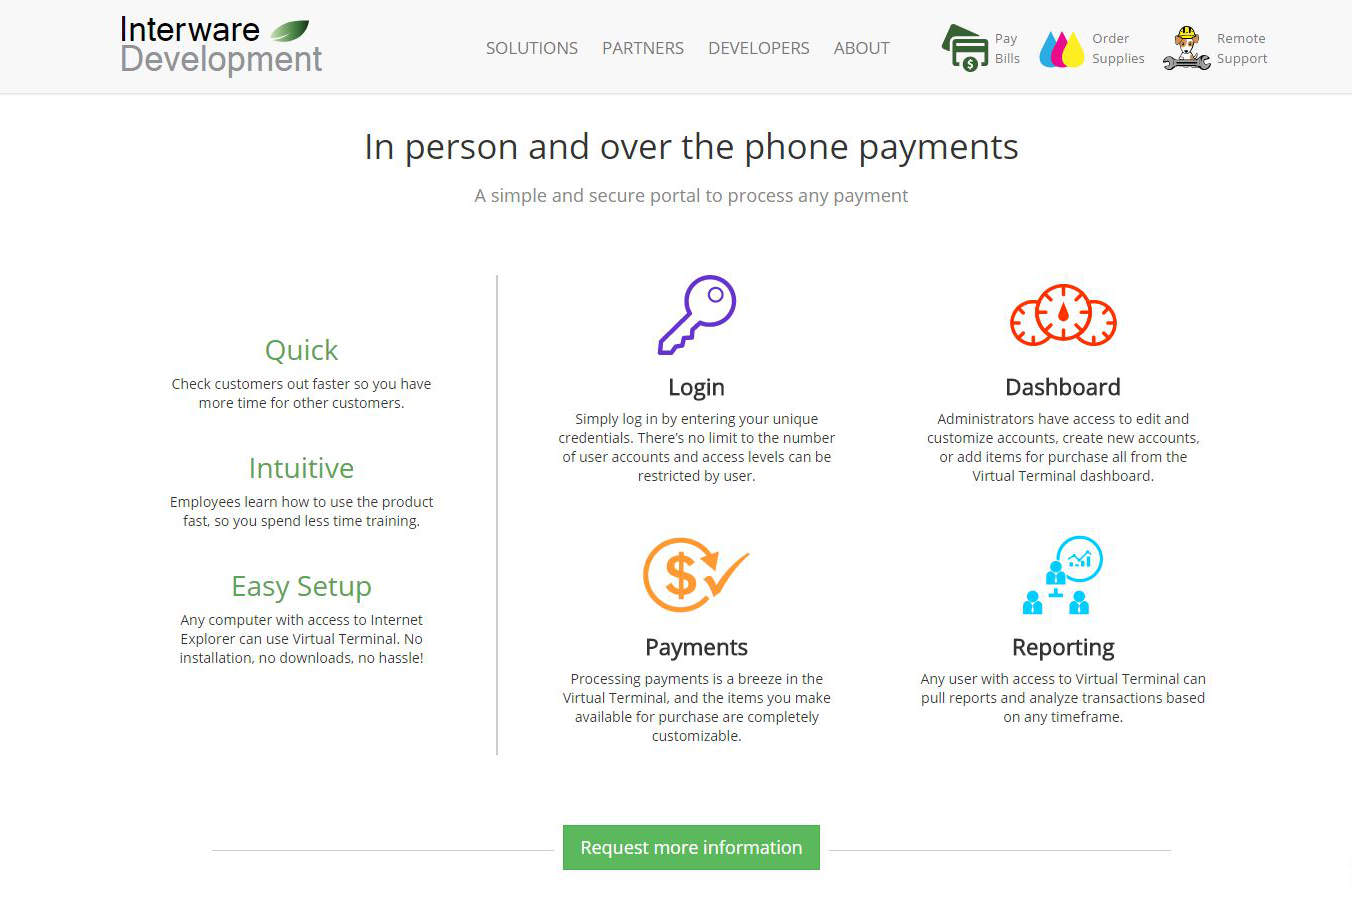 Interware
Development
SOLUTIONS PARTNERS DEVELOPERS ABOUT
Pay
Bills
Order
Supplies
Remote
Support
In person and over the phone payments
A simple and secure portal to process any payment
Quick
Check customers out faster so you have
more time for other customers.
Intuitive
Employees learn how to use the product
fast, so you spend less time training.
Easy Setup
Any computer with access to Internet
Explorer can use Virtual Terminal. No
installation, no downloads, no hassle!
Login
Simply log in by entering your unique
credentials. There’s no limit to the number
of user accounts and access levels can be
restricted by user.
Dashboard
Administrators have access to edit and
customize accounts, create new accounts,
or add items for purchase all from the
Virtual Terminal dashboard.
$
Payments
Processing payments is a breeze in the
Virtual Terminal, and the items you make
available for purchase are completely
customizable.
Reporting
Any user with access to Virtual Terminal can
pull reports and analyze transactions based
on any timeframe.
Request more information